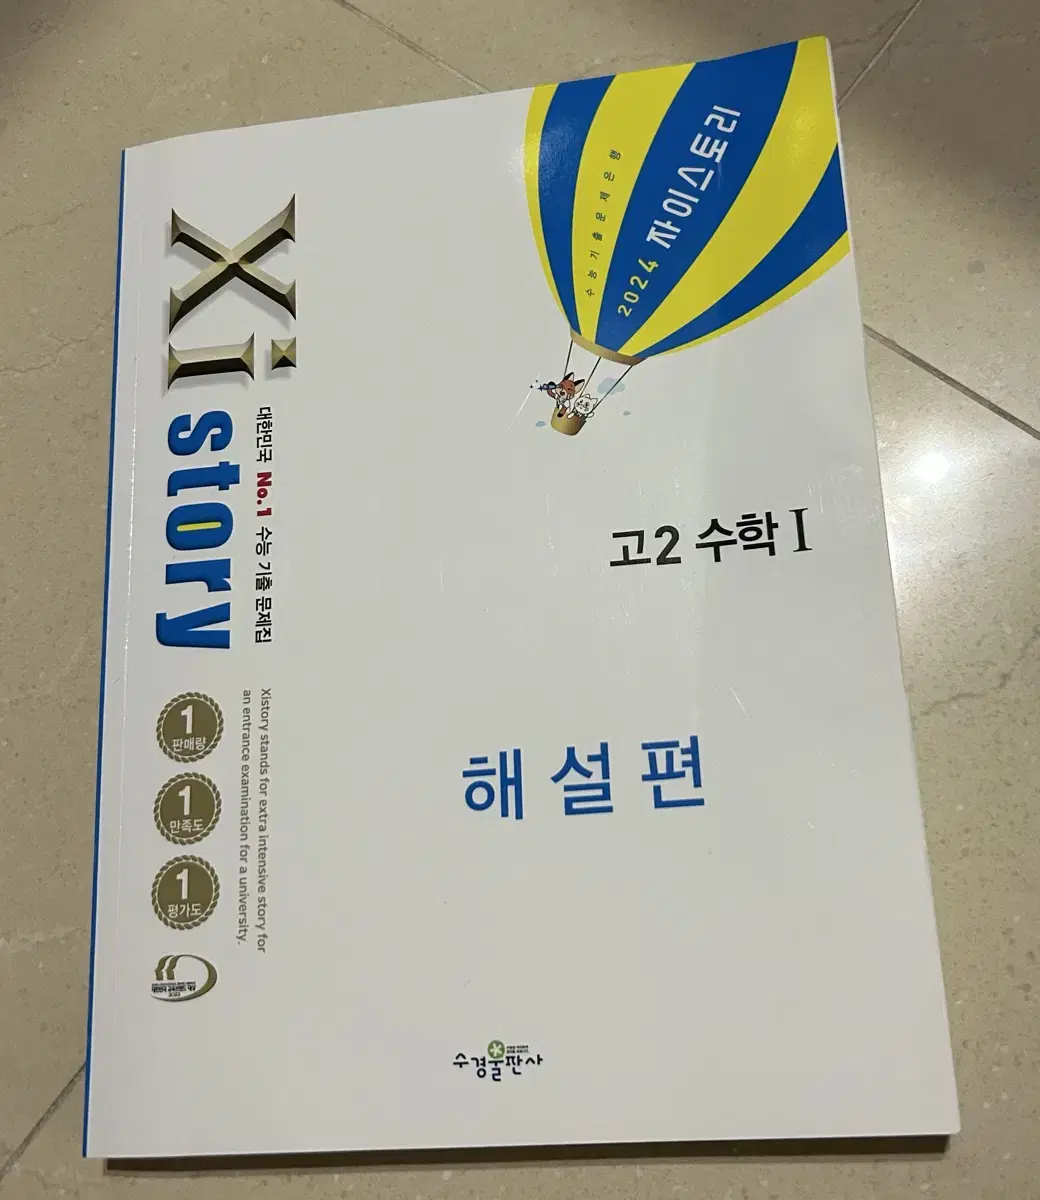 수능 기출 문제 은행
2024 자이스토리
Xi story
대한민국 No.1 수능 기출 문제집
Xistory stands for extra intensive story for
an entrance examination for a university.
고2 수학 I
해설편
1
판매량
1
만족도
1
평가도
2023
수경출판사